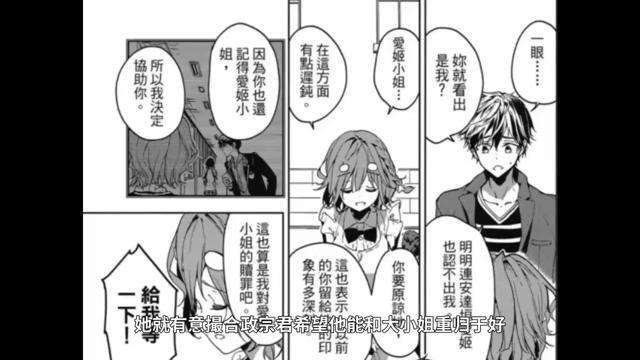 一眼……
妳就看出
是我？
明明連安達垣
也認不出我
愛姬小姐…
在這方面
有點遲鈍。
你要原諒
這也表示
以前
的你留給
的印
象有多深
因為你也還
記得愛姬小
姐，
所以我決定
協助你。
這也算是我對愛
小姐的贖罪吧。
給我等
一下！
她就有意撮合政宗君希望他能和大小姐重归于好